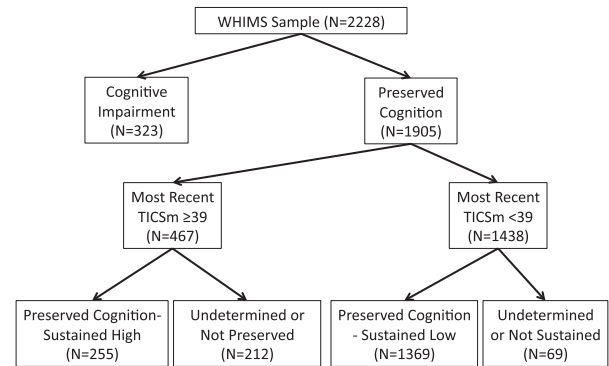 WHIMS Sample (N=2228)
Cognitive
Impairment
(N=323)
Preserved
Cognition
(N=1905)
Most Recent
TICSm ≥39
(N=467)
Most Recent
TICSm <39
(N=1438)
Preserved Cognition-
Sustained High
(N=255)
Undetermined or
Not Preserved
(N=212)
Preserved Cognition
- Sustained Low
(N=1369)
Undetermined
or Not Sustained
(N=69)